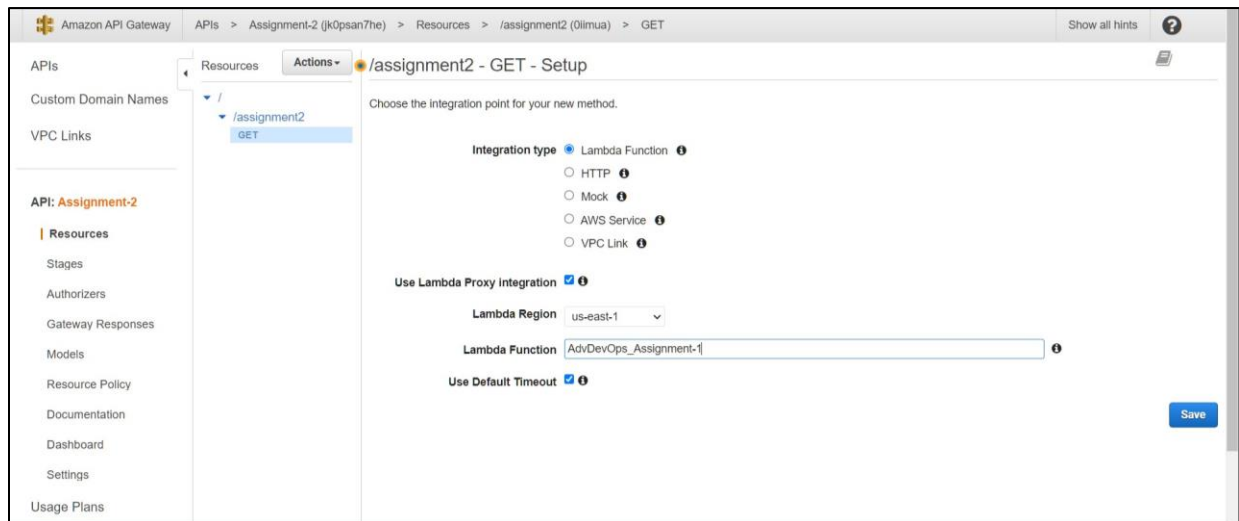 Amazon API Gateway
APIs > Assignment-2 (jk0psan7he) > Resources > /assignment2 (0iimua) > GET
Show all hints
?
APIs
Custom Domain Names
VPC Links
API: Assignment-2
Resources
Stages
Authorizers
Gateway Responses
Models
Resource Policy
Documentation
Dashboard
Settings
Usage Plans
Resources
Actions
/
/assignment2
GET
/assignment2 - GET - Setup
Choose the integration point for your new method.
Integration type Lambda Function
HTTP
Mock
AWS Service
VPC Link
Use Lambda Proxy integration
Lambda Region us-east-1
Lambda Function AdvDevOps_Assignment-1
Use Default Timeout
Save